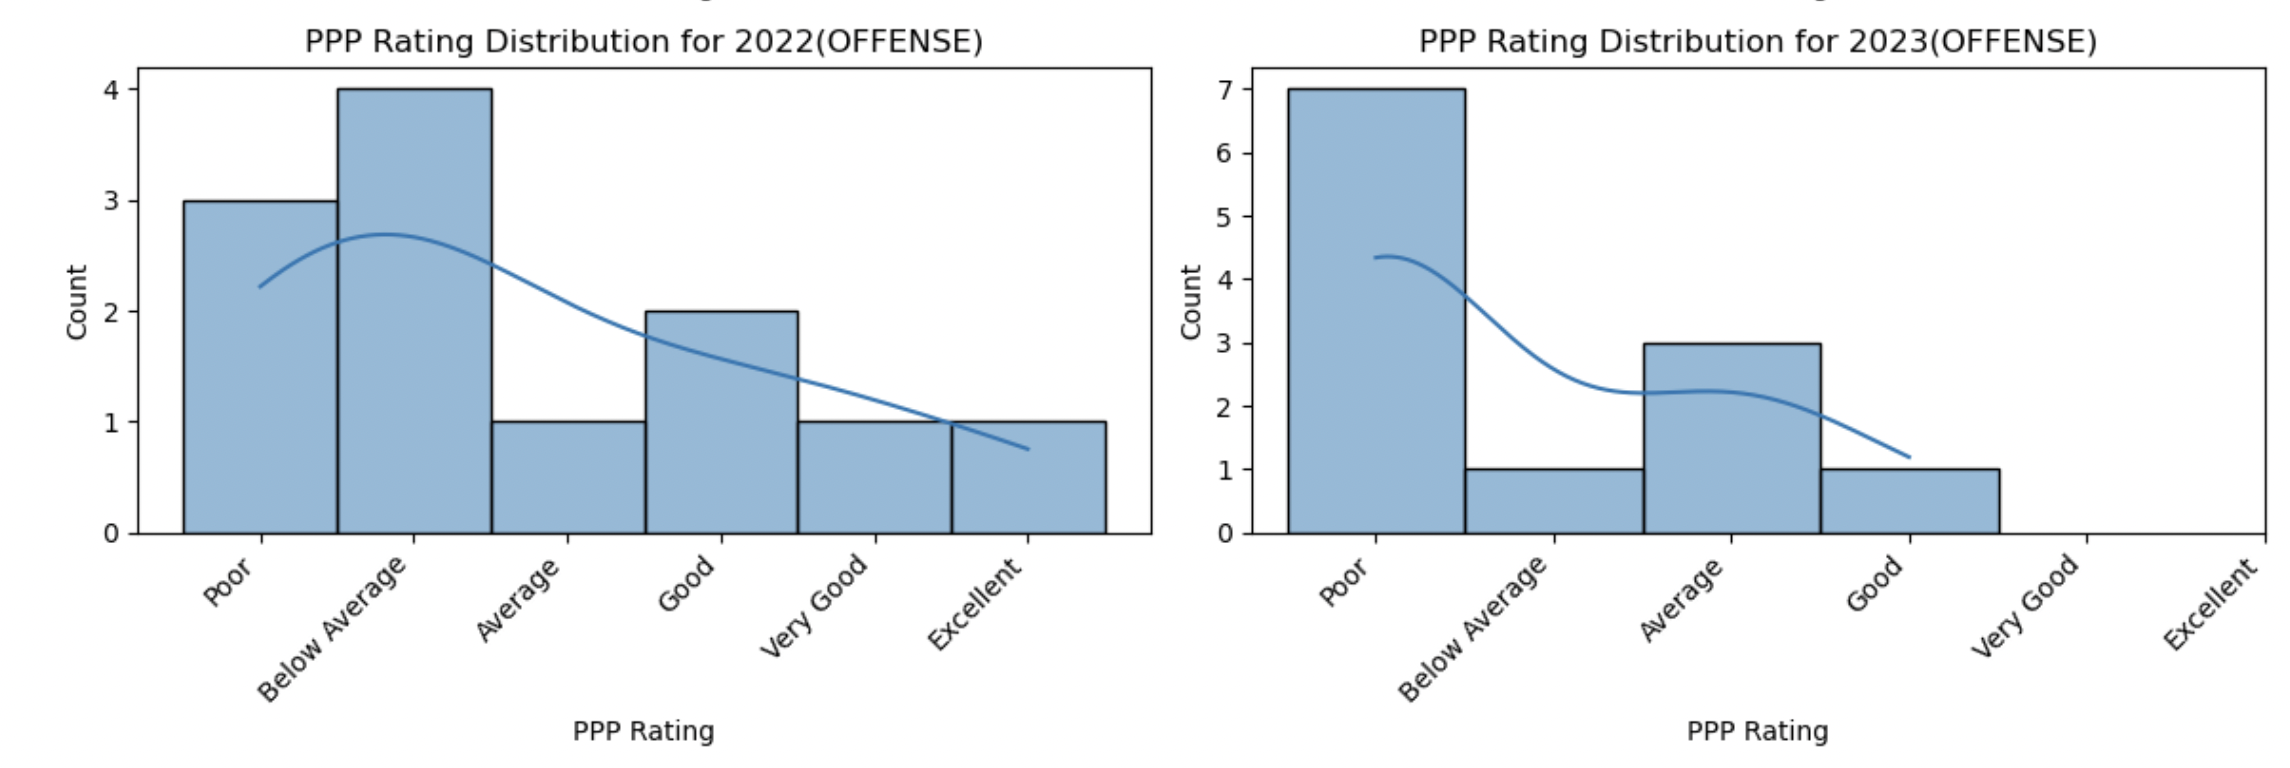 PPP Rating Distribution for 2022(OFFENSE)
4
3
2
1
0
Count
Poor
Below Average
Average
Good
Very Good
Excellent
PPP Rating
PPP Rating Distribution for 2023(OFFENSE)
7
6
5
4
3
2
1
0
Count
Poor
Below Average
Average
Good
Very Good
Excellent
PPP Rating